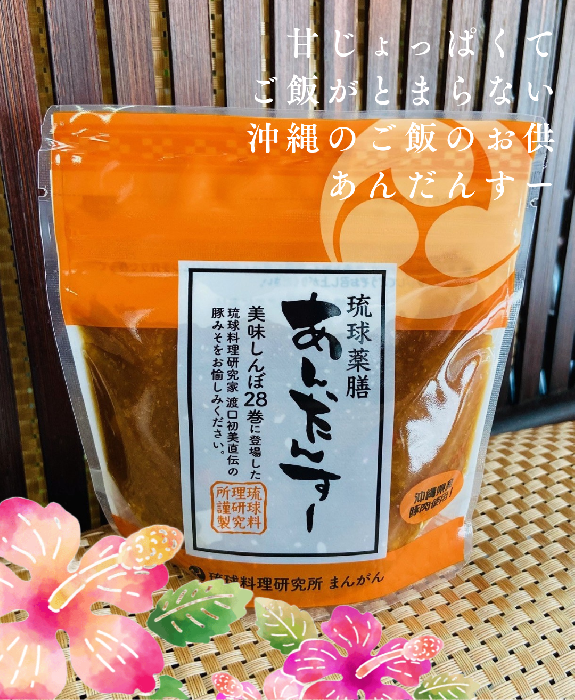 甘じょっぱくて
ご飯がとまらない
沖縄のご飯のお供
あんだんすー
琉球薬膳
あんだんすー
美味しんぼ28巻に登場した
琉球料理研究家 渡口初美直伝の
豚みそをお愉しみください。
琉球料
理研究
所謹製
沖縄県産
豚肉使用!
琉球料理研究所 まんがん